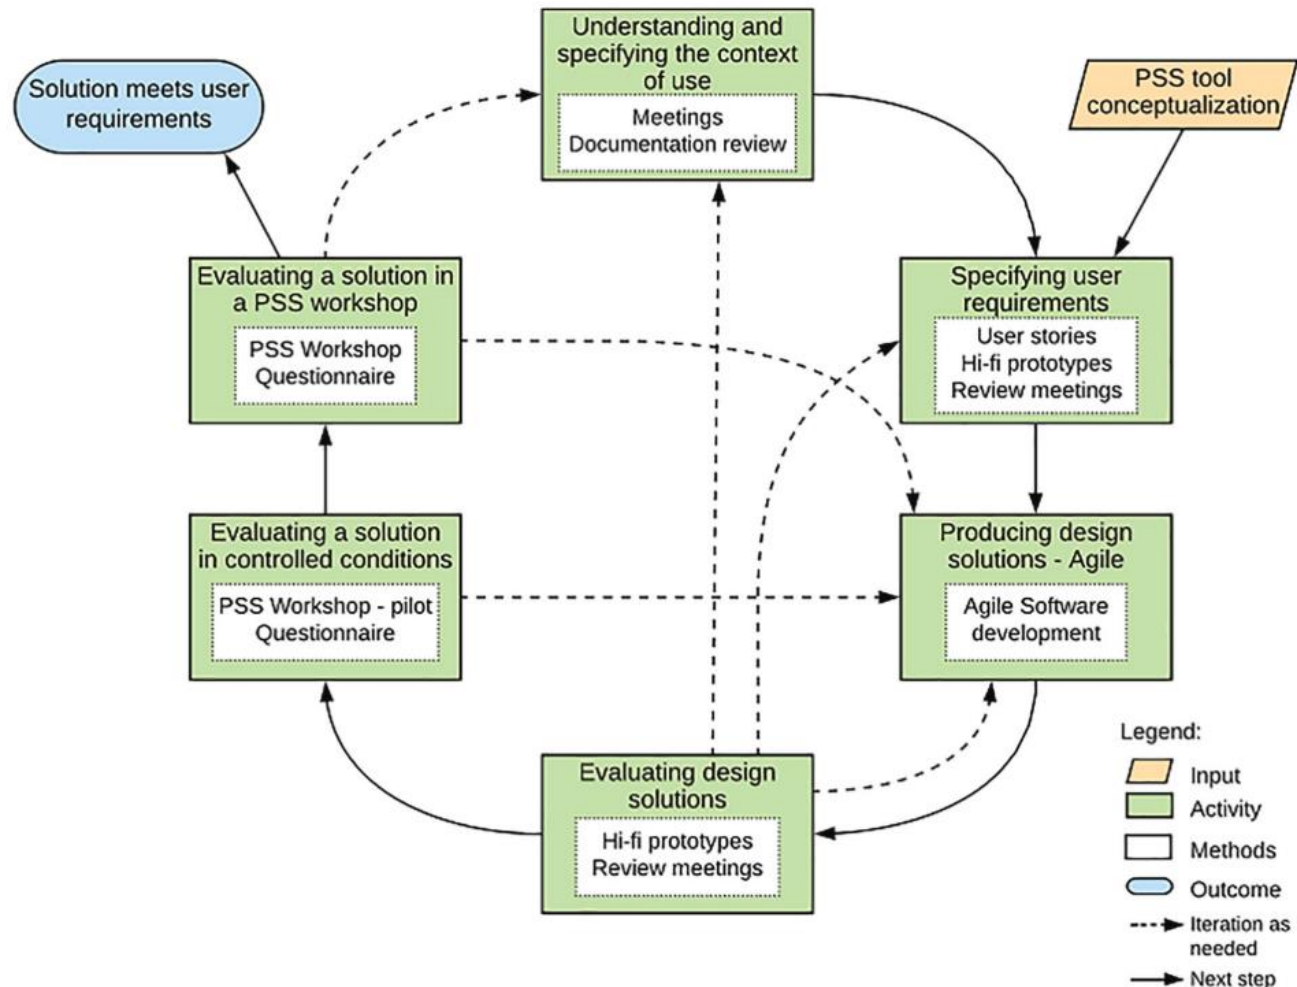 Understanding and
specifying the context
of use
Meetings
Documentation review
Solution meets user
requirements
PSS tool
conceptualization
Evaluating a solution in
a PSS workshop
PSS Workshop
Questionnaire
Specifying user
requirements
User stories
Hi-fi prototypes
Review meetings
Evaluating a solution
in controlled conditions
PSS Workshop - pilot
Questionnaire
Producing design
solutions - Agile
Agile Software
development
Evaluating design
solutions
Hi-fi prototypes
Review meetings
Legend:
Input
Activity
Methods
Outcome
Iteration as
needed
Next step